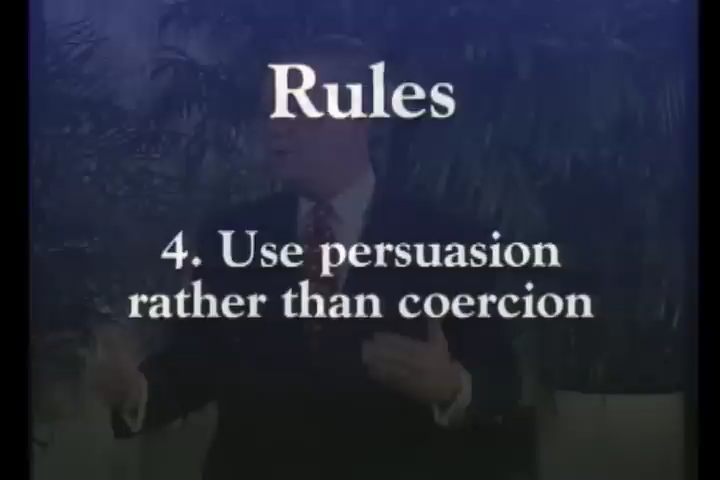 Rules
4. Use persuasion
rather than coercion